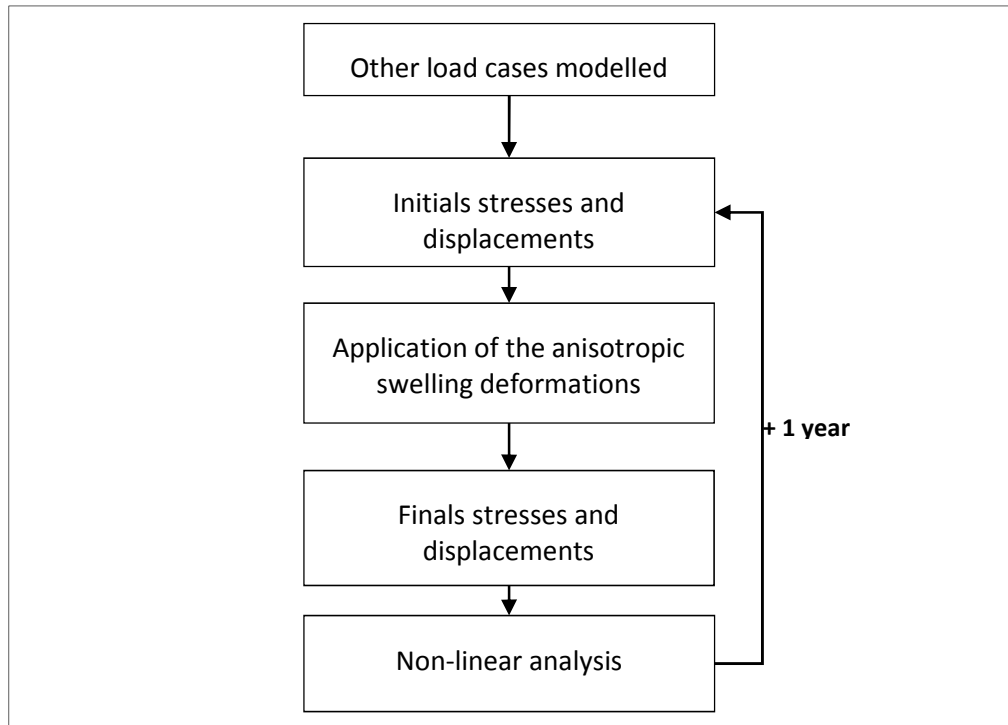 Other load cases modelled
Initials stresses and
displacements
Application of the anisotropic
swelling deformations
+ 1 year
Finals stresses and
displacements
Non-linear analysis